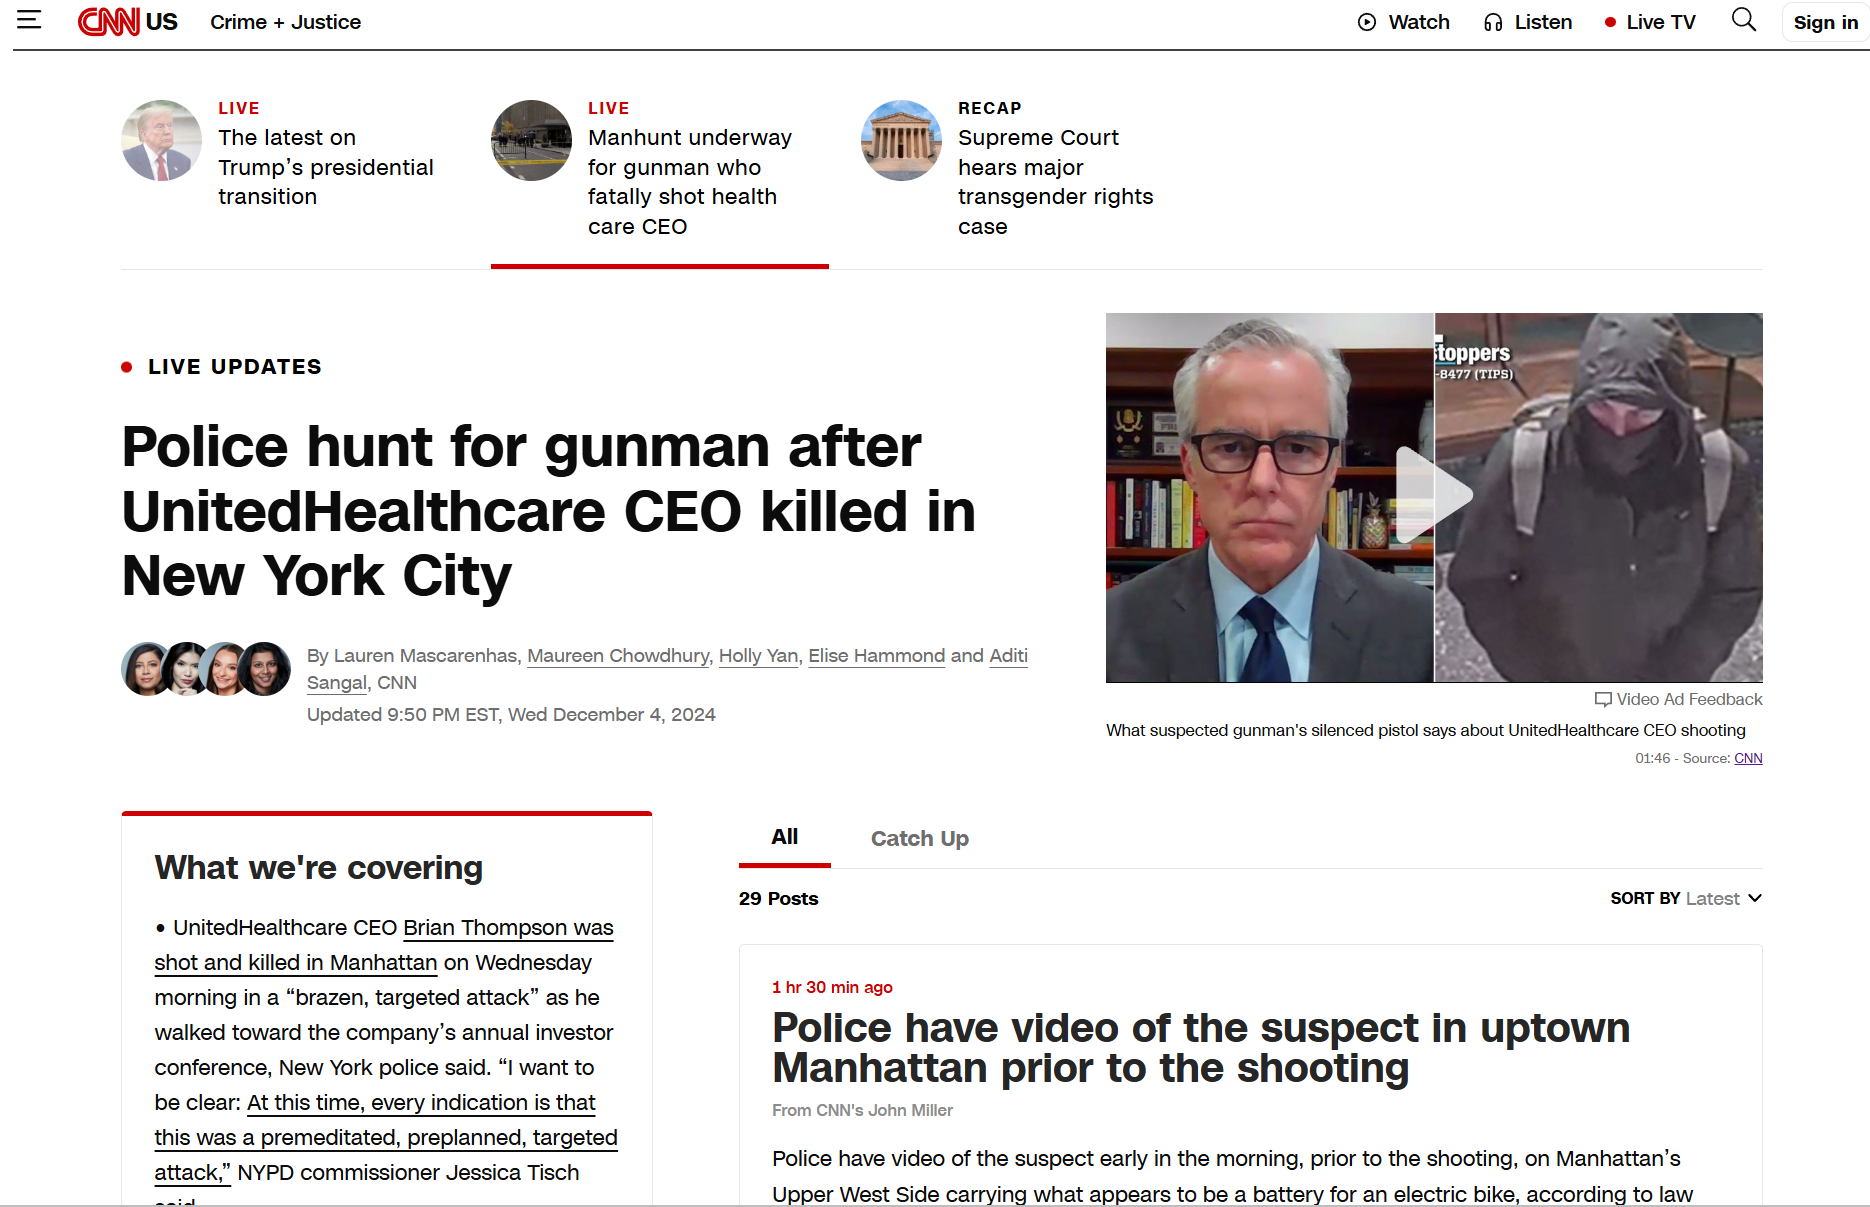 CNN US Crime + Justice Watch Listen Live TV Sign in
LIVE
The latest on
Trump’s presidential
transition
LIVE
Manhunt underway
for gunman who
fatally shot health
care CEO
RECAP
Supreme Court
hears major
transgender rights
case
LIVE UPDATES
Police hunt for gunman after
UnitedHealthcare CEO killed in
New York City
By Lauren Mascarenhas, Maureen Chowdhury, Holly Yan, Elise Hammond and Aditi
Sangal, CNN
Updated 9:50 PM EST, Wed December 4, 2024
toppers
-8477 (TIPS)
Video Ad Feedback
What suspected gunman's silenced pistol says about UnitedHealthcare CEO shooting
01:46 - Source: CNN
What we're covering
• UnitedHealthcare CEO Brian Thompson was
shot and killed in Manhattan on Wednesday
morning in a “brazen, targeted attack” as he
walked toward the company’s annual investor
conference, New York police said. “I want to
be clear: At this time, every indication is that
this was a premeditated, preplanned, targeted
attack,” NYPD commissioner Jessica Tisch
said.
All Catch Up
29 Posts
SORT BY Latest
1 hr 30 min ago
Police have video of the suspect in uptown
Manhattan prior to the shooting
From CNN's John Miller
Police have video of the suspect early in the morning, prior to the shooting, on Manhattan’s
Upper West Side carrying what appears to be a battery for an electric bike, according to law